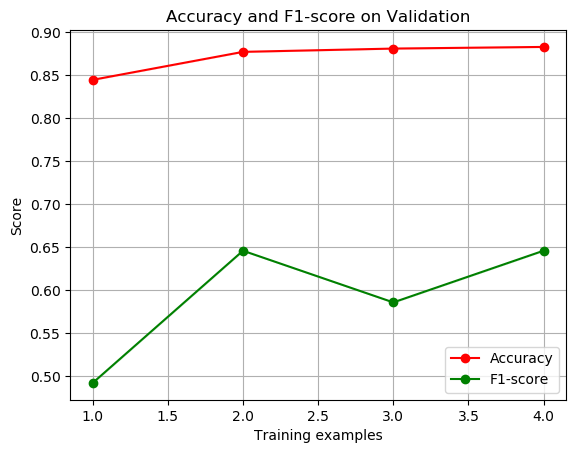 Accuracy and F1-score on Validation
0.90
0.85
0.80
0.75
0.70
0.65
0.60
0.55
0.50
Score
Accuracy
F1-score
1.0 1.5 2.0 2.5 3.0 3.5 4.0
Training examples